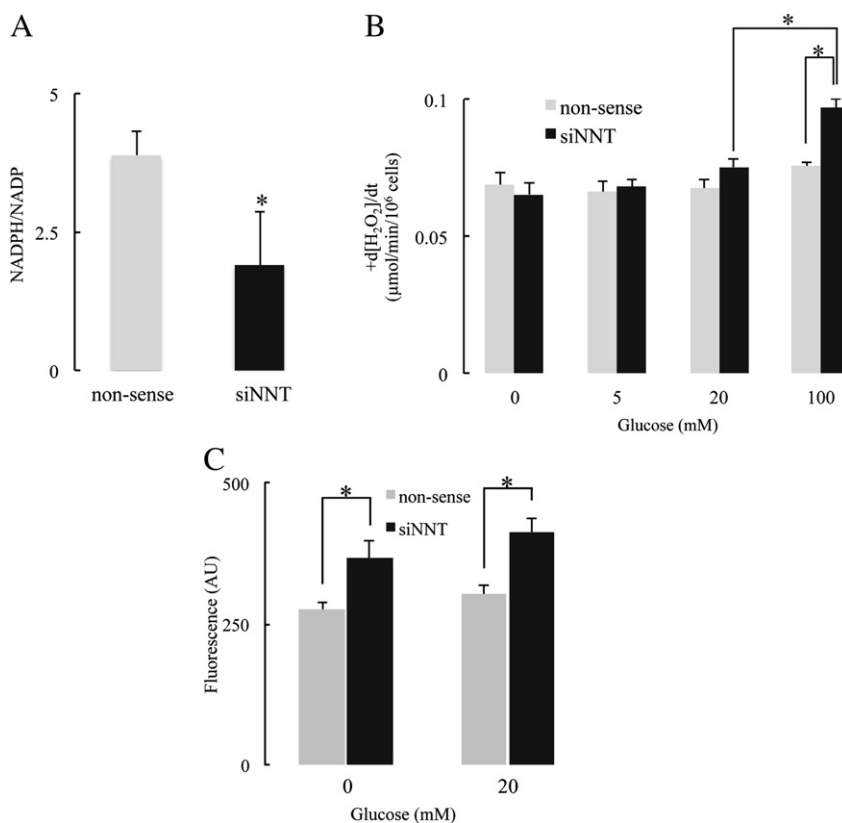 A
5
2.5
0
NADPH/NADP
*
non-sense
siNNT
B
*
*
non-sense
siNNT
0.1
0.05
0
+d[H₂O₂]/dt
(µmol/min/10⁶ cells)
0
5
20
100
Glucose (mM)
C
500
250
0
Fluorescence (AU)
*
*
non-sense
siNNT
0
20
Glucose (mM)